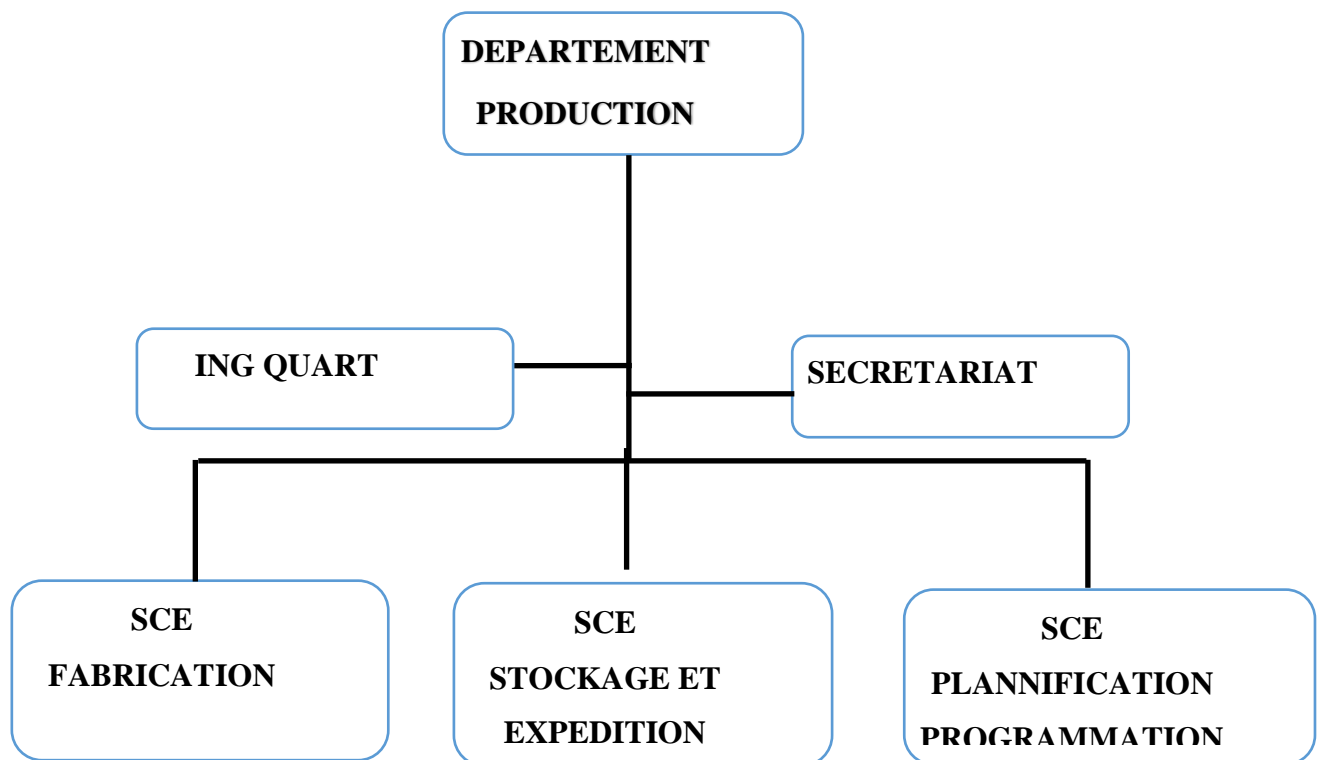 DEPARTEMENT
PRODUCTION
ING QUART
SECRETARIAT
SCE
FABRICATION
SCE
STOCKAGE ET
EXPEDITION
SCE
PLANNIFICATION
PROGRAMMATION